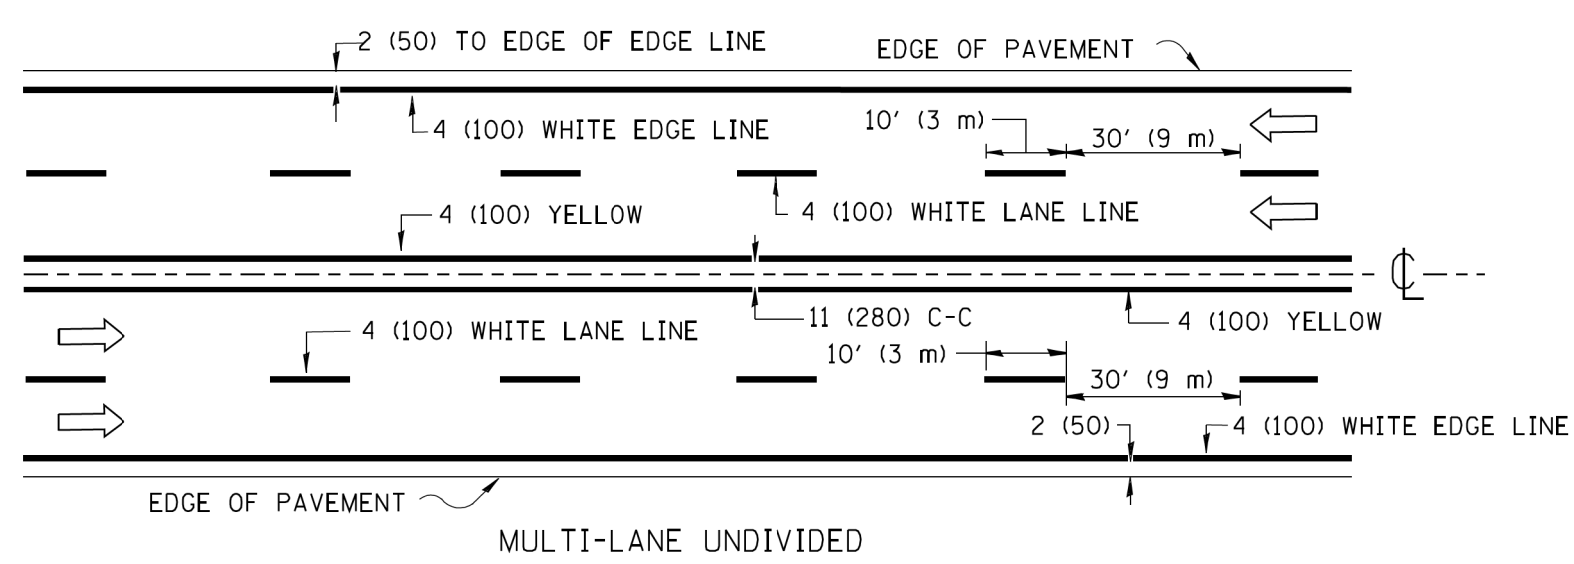 2 (50) TO EDGE OF EDGE LINE
EDGE OF PAVEMENT
4 (100) WHITE EDGE LINE
10' (3 m)
30' (9 m)
4 (100) YELLOW
4 (100) WHITE LANE LINE
CL
11 (280) C-C
4 (100) YELLOW
4 (100) WHITE LANE LINE
10' (3 m)
30' (9 m)
2 (50)
4 (100) WHITE EDGE LINE
EDGE OF PAVEMENT
MULTI-LANE UNDIVIDED